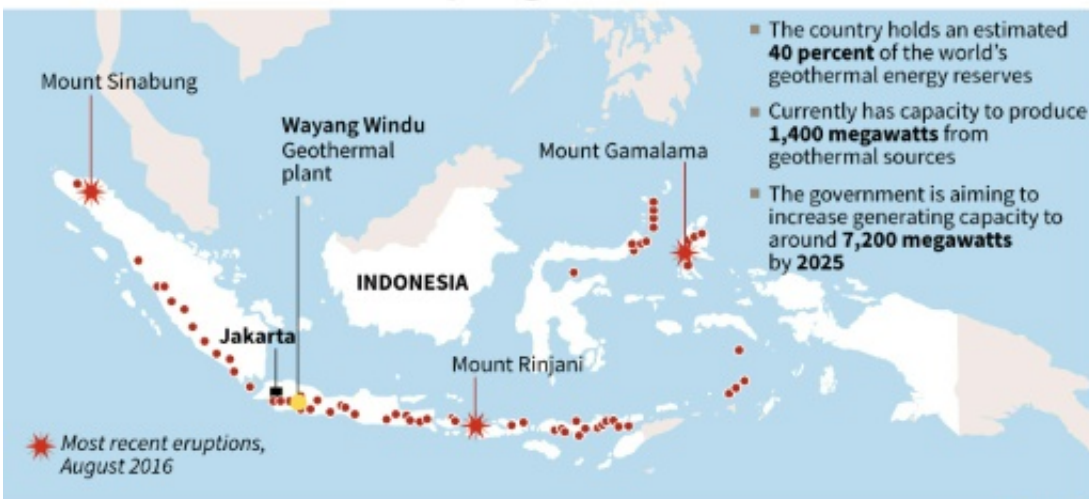 ■ The country holds an estimated
40 percent of the world's
geothermal energy reserves
■ Currently has capacity to produce
1,400 megawatts from
geothermal sources
■ The government is aiming to
increase generating capacity to
around 7,200 megawatts
by 2025
Mount Sinabung
Wayang Windu
Geothermal
plant
Mount Gamalama
INDONESIA
Jakarta
Mount Rinjani
Most recent eruptions,
August 2016